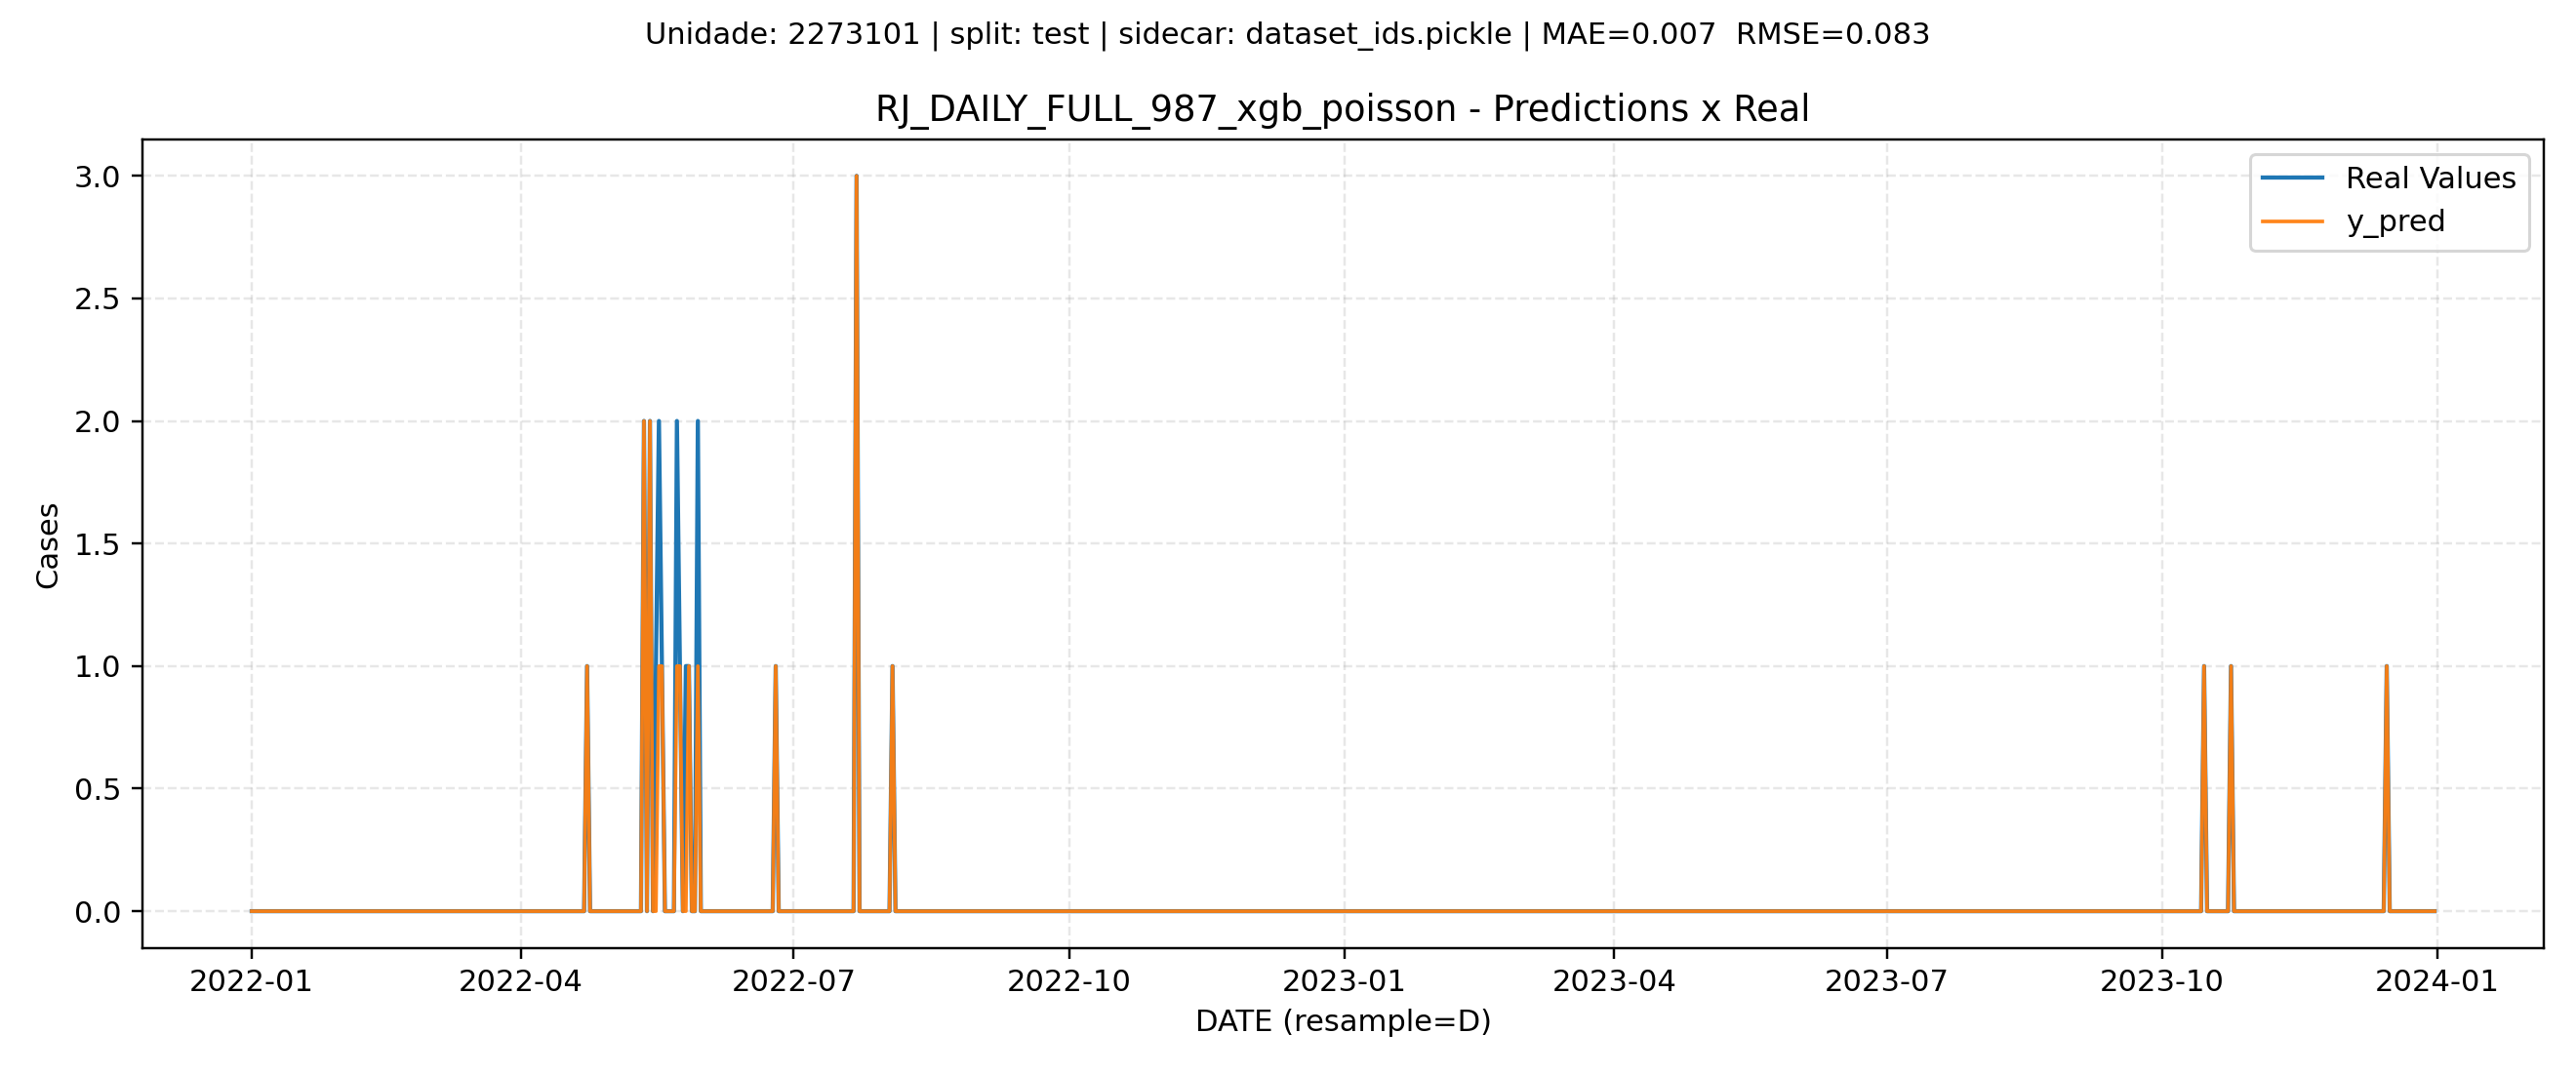 Unidade: 2273101 | split: test | sidecar: dataset_ids.pickle | MAE=0.007  RMSE=0.083
RJ_DAILY_FULL_987_xgb_poisson - Predictions x Real
Real Values
y_pred
Cases
3.0
2.5
2.0
1.5
1.0
0.5
0.0
2022-01
2022-04
2022-07
2022-10
2023-01
2023-04
2023-07
2023-10
2024-01
DATE (resample=D)